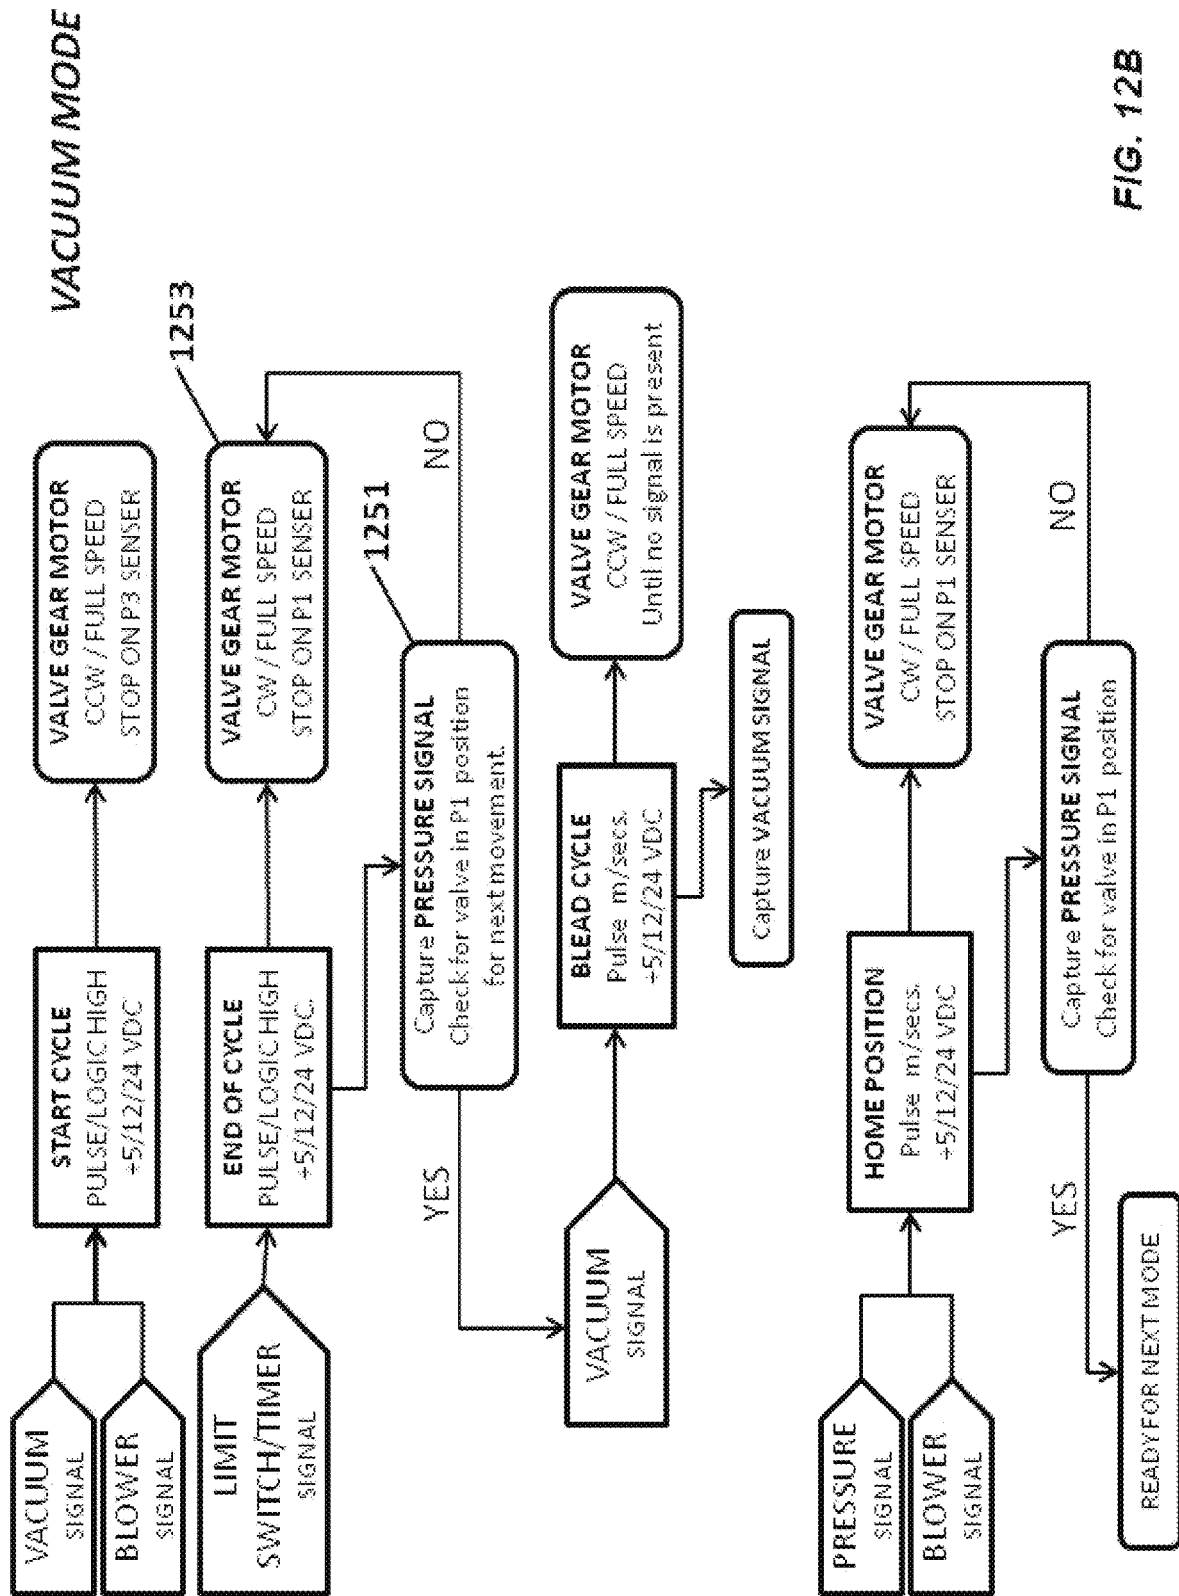 VACUUM MODE
VACUUM
SIGNAL
BLOWER
SIGNAL
START CYCLE
PULSE/LOGIC HIGH
+5/12/24 VDC
VALVE GEAR MOTOR
CCW / FULL SPEED
STOP ON P3 SENSER
LIMIT
SWITCH/TIMER
SIGNAL
END OF CYCLE
PULSE/LOGIC HIGH
+5/12/24 VDC.
VALVE GEAR MOTOR
CW / FULL SPEED
STOP ON P1 SENSER
1253
Capture PRESSURE SIGNAL
Check for valve in P1 position
for next movement.
1251
YES
NO
VACUUM
SIGNAL
BLEAD CYCLE
Pulse m/secs.
+5/12/24 VDC
VALVE GEAR MOTOR
CCW / FULL SPEED
Until no signal is present
Capture VACUUM SIGNAL
PRESSURE
SIGNAL
BLOWER
SIGNAL
HOME POSITION
Pulse m/secs.
+5/12/24 VDC
VALVE GEAR MOTOR
CW / FULL SPEED
STOP ON P1 SENSER
Capture PRESSURE SIGNAL
Check for valve in P1 position
YES
NO
READY FOR NEXT MODE
FIG. 12B